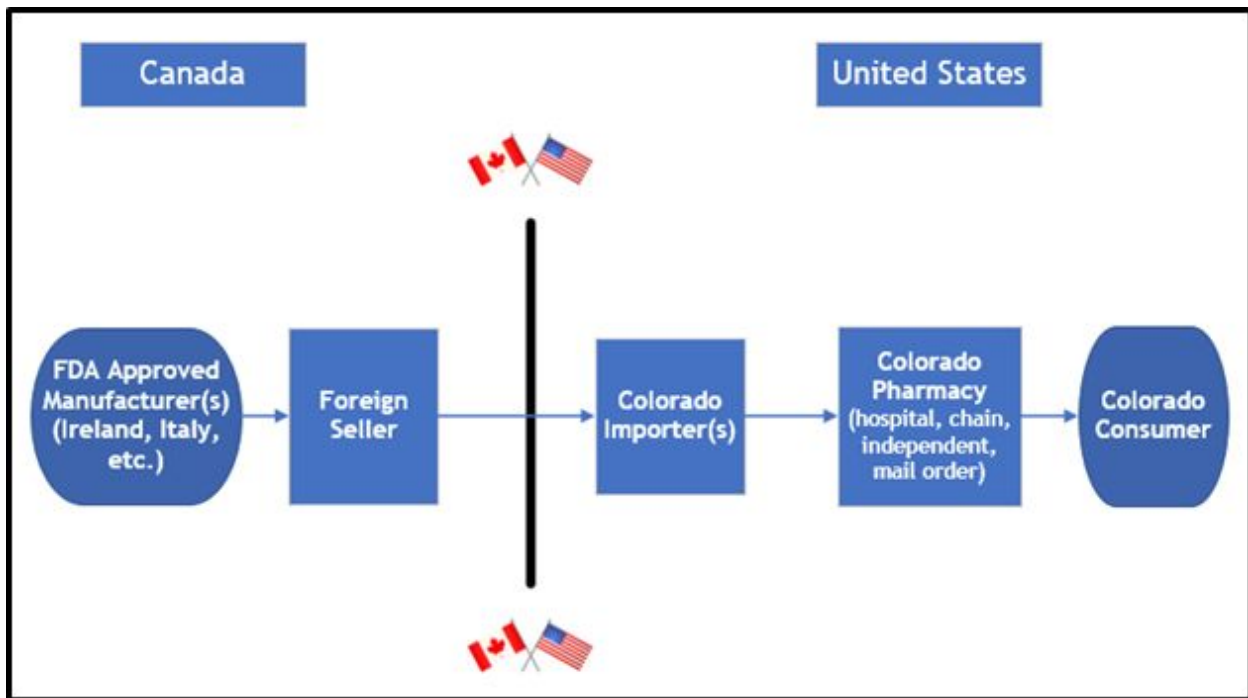 Canada
United States
FDA Approved
Manufacturer(s)
(Ireland, Italy,
etc.)
Foreign
Seller
Colorado
Importer(s)
Colorado
Pharmacy
(hospital, chain,
independent,
mail order)
Colorado
Consumer